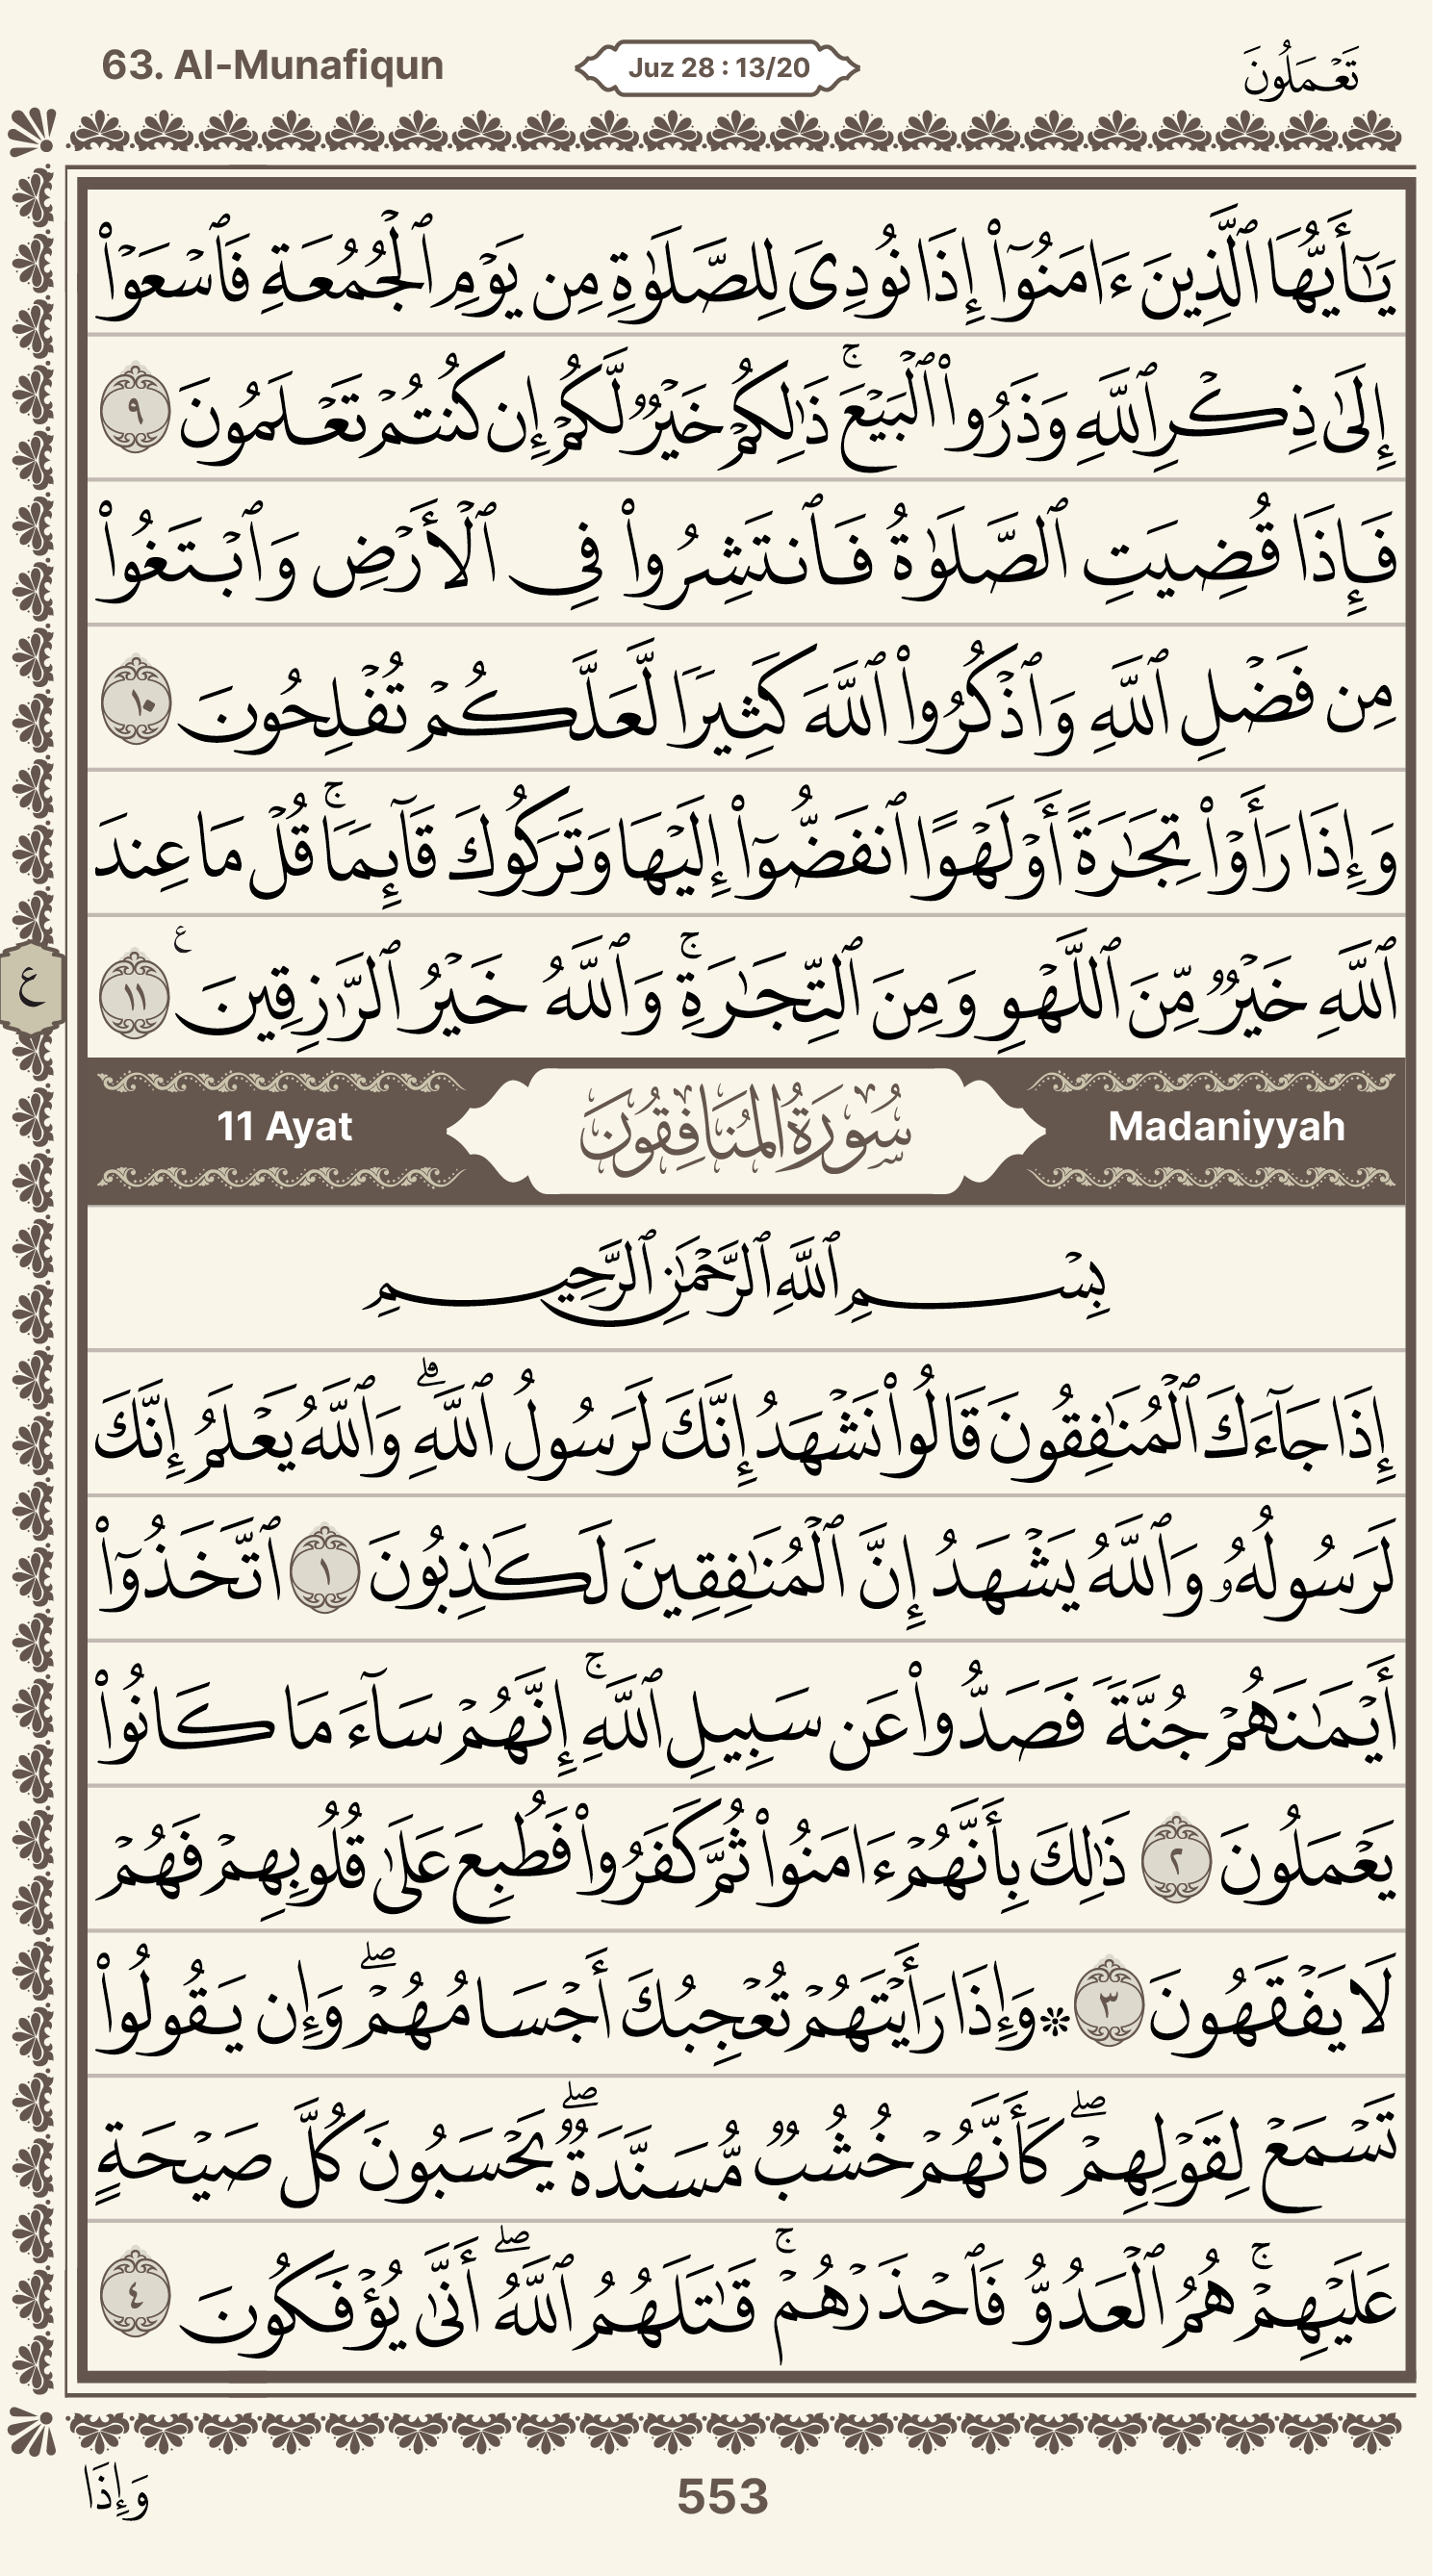 63. Al-Munafiqun Juz 28 : 13/20 تَعۡمَلُونَ
يَٰٓأَيُّهَا ٱلَّذِينَ ءَامَنُوٓاْ إِذَا نُودِىَ لِلصَّلَوٰةِ مِن يَوۡمِ ٱلۡجُمُعَةِ فَٱسۡعَوۡاْ
إِلَىٰ ذِكۡرِ ٱللَّهِ وَذَرُواْ ٱلۡبَيۡعَۚ ذَٰلِكُمۡ خَيۡرٞ لَّكُمۡ إِن كُنتُمۡ تَعۡلَمُونَ ٩
فَإِذَا قُضِيَتِ ٱلصَّلَوٰةُ فَٱنتَشِرُواْ فِى ٱلۡأَرۡضِ وَٱبۡتَغُواْ
مِن فَضۡلِ ٱللَّهِ وَٱذۡكُرُواْ ٱللَّهَ كَثِيرٗا لَّعَلَّكُمۡ تُفۡلِحُونَ ١٠
وَإِذَا رَأَوۡاْ تِجَٰرَةً أَوۡ لَهۡوًا ٱنفَضُّوٓاْ إِلَيۡهَا وَتَرَكُوكَ قَآئِمٗاۚ قُلۡ مَا عِندَ
ٱللَّهِ خَيۡرٞ مِّنَ ٱللَّهۡوِ وَمِنَ ٱلتِّجَٰرَةِۚ وَٱللَّهُ خَيۡرُ ٱلرَّٰزِقِينَ ع ١١
ع
Madaniyyah سُورَةُ المُنَافِقُونَ 11 Ayat
بِسۡمِ ٱللَّهِ ٱلرَّحۡمَٰنِ ٱلرَّحِيمِ
إِذَا جَآءَكَ ٱلۡمُنَٰفِقُونَ قَالُواْ نَشۡهَدُ إِنَّكَ لَرَسُولُ ٱللَّهِۗ وَٱللَّهُ يَعۡلَمُ إِنَّكَ
لَرَسُولُهُۥ وَٱللَّهُ يَشۡهَدُ إِنَّ ٱلۡمُنَٰفِقِينَ لَكَٰذِبُونَ ١ ٱتَّخَذُوٓاْ
أَيۡمَٰنَهُمۡ جُنَّةٗ فَصَدُّواْ عَن سَبِيلِ ٱللَّهِۚ إِنَّهُمۡ سَآءَ مَا كَانُواْ
يَعۡمَلُونَ ٢ ذَٰلِكَ بِأَنَّهُمۡ ءَامَنُواْ ثُمَّ كَفَرُواْ فَطُبِعَ عَلَىٰ قُلُوبِهِمۡ فَهُمۡ
لَا يَفۡقَهُونَ ٣ ۞ وَإِذَا رَأَيۡتَهُمۡ تُعۡجِبُكَ أَجۡسَامُهُمۡۖ وَإِن يَقُولُواْ
تَسۡمَعۡ لِقَوۡلِهِمۡۖ كَأَنَّهُمۡ خُشُبٞ مُّسَنَّدَةٞۖ يَحۡسَبُونَ كُلَّ صَيۡحَةٍ
عَلَيۡهِمۡۚ هُمُ ٱلۡعَدُوُّ فَٱحۡذَرۡهُمۡۚ قَٰتَلَهُمُ ٱللَّهُۖ أَنَّىٰ يُؤۡفَكُونَ ٤
وَإِذَا 553